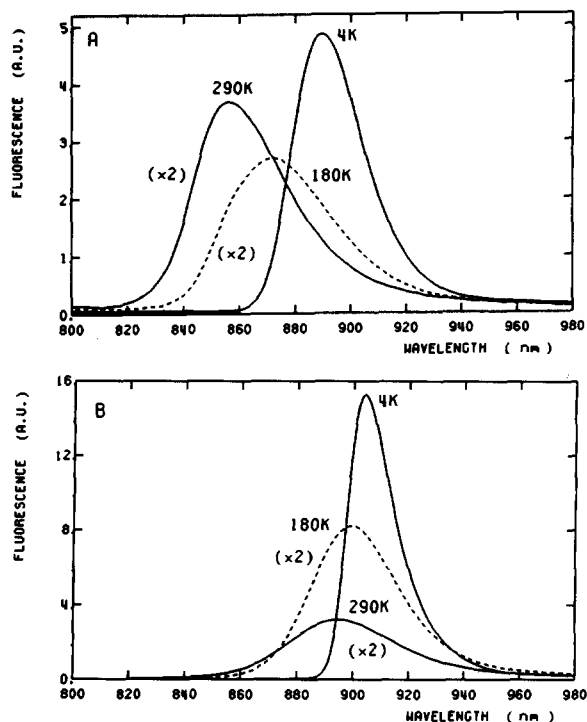 A
FLUORESCENCE (A.U.)
5
4
3
2
1
0
4K
290K
(×2)
180K
(×2)
800 820 840 860 880 900 920 940 960 980
WAVELENGTH (nm)
B
FLUORESCENCE (A.U.)
16
12
8
4
0
4K
180K
(×2)
290K
(×2)
800 820 840 860 880 900 920 940 960 980
WAVELENGTH (nm)